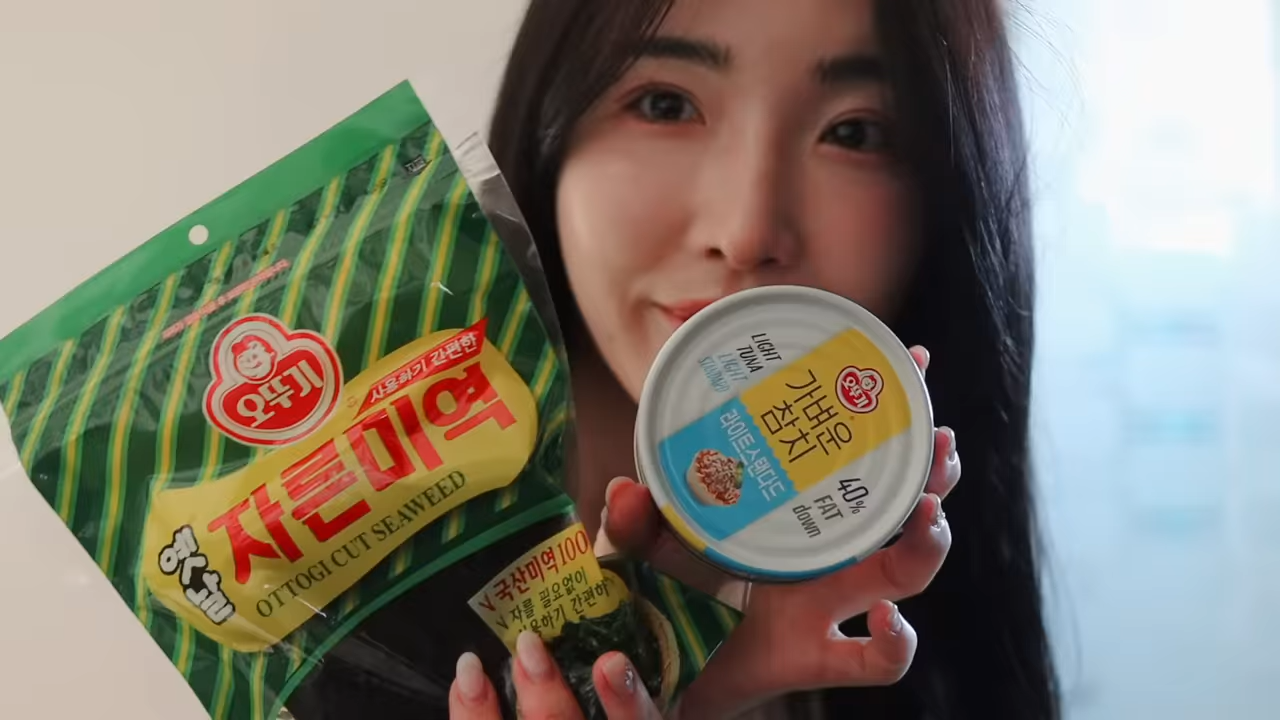 오뚜기
사용하기 간편한
옛날
자른미역
OTTOGI CUT SEAWEED
√ 국산미역100
√ 자를 필요없이
사용하기 간편하
LIGHT
TUNA
LIGHT
STANDARD
오뚜기
가벼운
참치
라이트스탠다드
40%
FAT
down